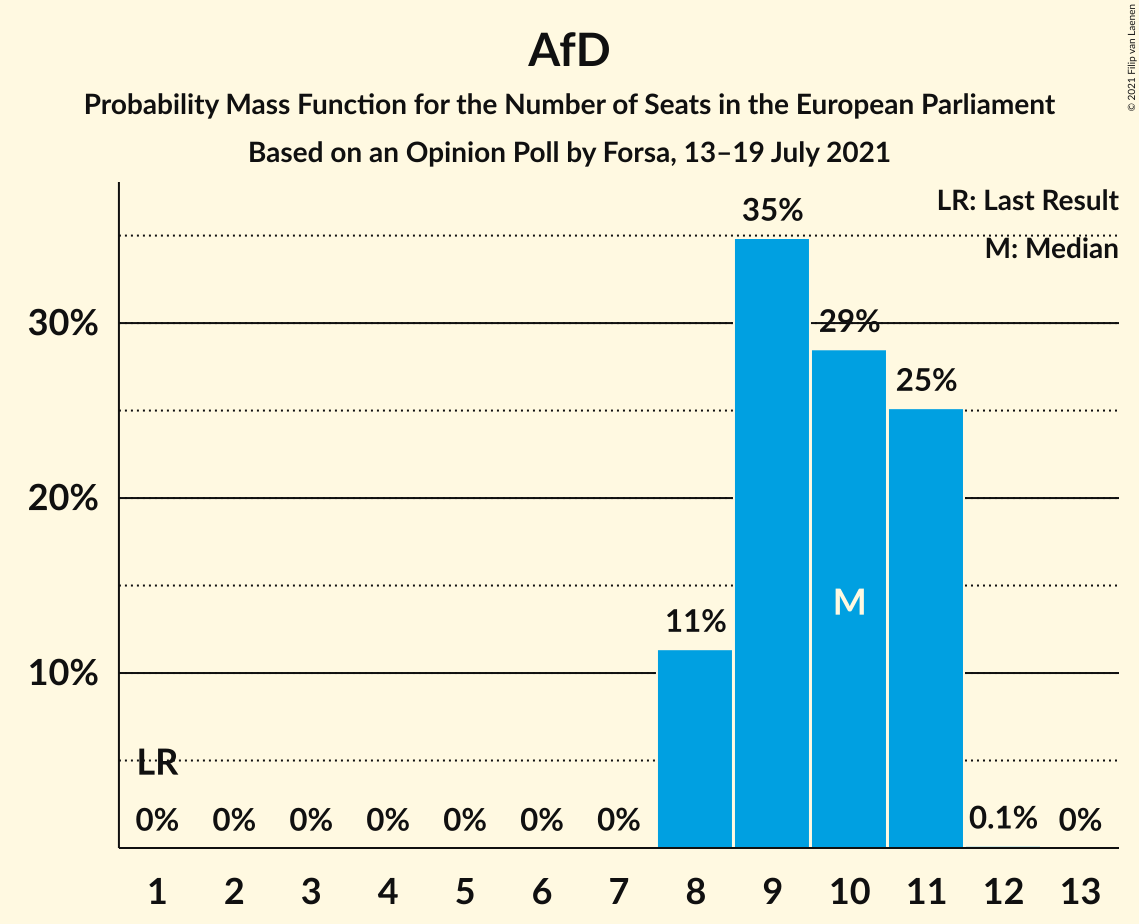 AfD
Probability Mass Function for the Number of Seats in the European Parliament
Based on an Opinion Poll by Forsa, 13–19 July 2021
© 2021 Filip van Laenen
LR: Last Result
M: Median
35%
30%
29%
25%
20%
M
11%
10%
LR
0% 0% 0% 0% 0% 0% 0% 0.1% 0%
1 2 3 4 5 6 7 8 9 10 11 12 13